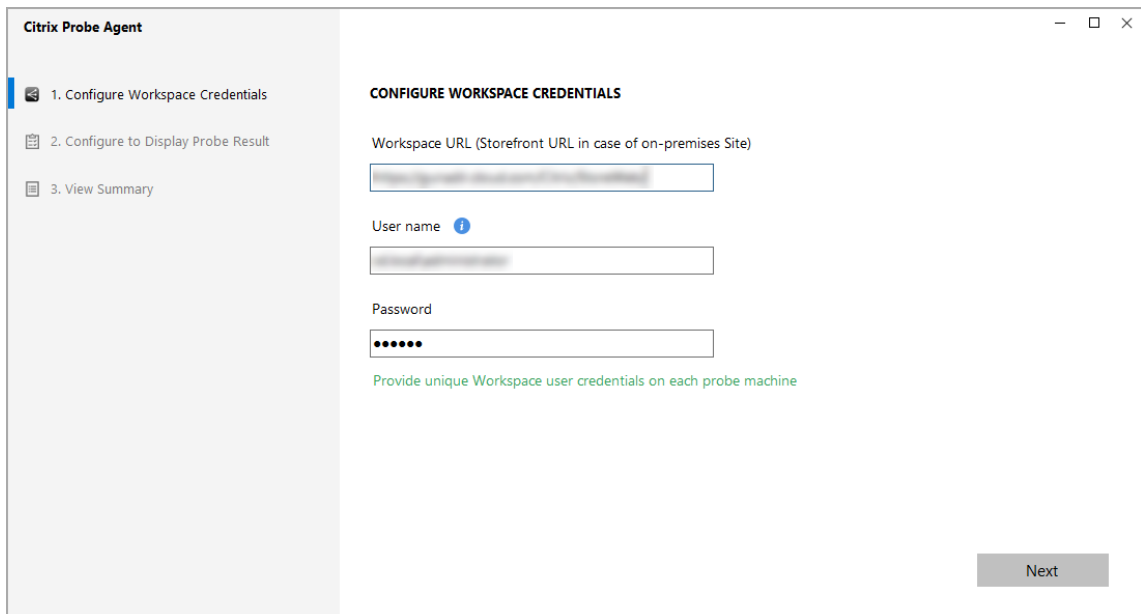 Citrix Probe Agent
1. Configure Workspace Credentials
2. Configure to Display Probe Result
3. View Summary
CONFIGURE WORKSPACE CREDENTIALS
Workspace URL (Storefront URL in case of on-premises Site)
User name
Password
••••••
Provide unique Workspace user credentials on each probe machine
Next